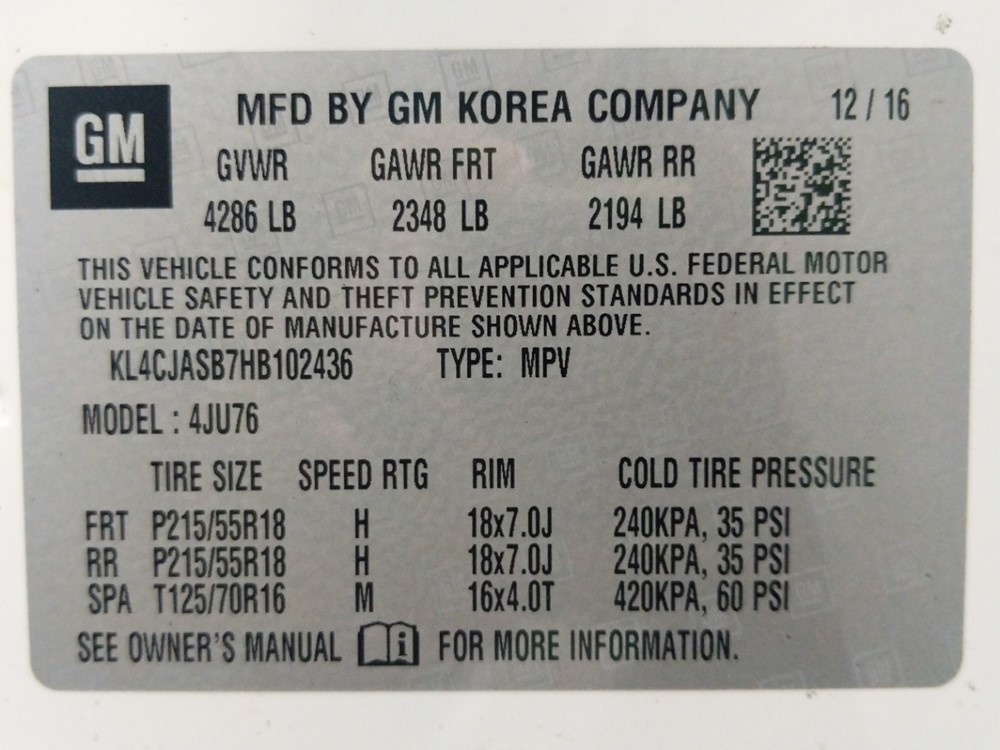 GM
MFD BY GM KOREA COMPANY 12 / 16
GVWR GAWR FRT GAWR RR
4286 LB 2348 LB 2194 LB
THIS VEHICLE CONFORMS TO ALL APPLICABLE U.S. FEDERAL MOTOR
VEHICLE SAFETY AND THEFT PREVENTION STANDARDS IN EFFECT
ON THE DATE OF MANUFACTURE SHOWN ABOVE.
KL4CJASB7HB102436 TYPE: MPV
MODEL : 4JU76
TIRE SIZE SPEED RTG RIM COLD TIRE PRESSURE
FRT P215/55R18 H 18x7.0J 240KPA, 35 PSI
RR P215/55R18 H 18x7.0J 240KPA, 35 PSI
SPA T125/70R16 M 16x4.0T 420KPA, 60 PSI
SEE OWNER'S MANUAL i FOR MORE INFORMATION.